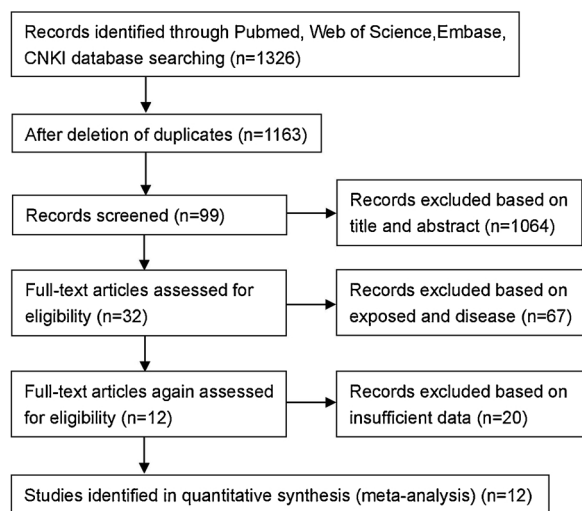 Records identified through Pubmed, Web of Science,Embase,
CNKI database searching (n=1326)
After deletion of duplicates (n=1163)
Records screened (n=99)
Records excluded based on
title and abstract (n=1064)
Full-text articles assessed for
eligibility (n=32)
Records excluded based on
exposed and disease (n=67)
Full-text articles again assessed
for eligibility (n=12)
Records excluded based on
insufficient data (n=20)
Studies identified in quantitative synthesis (meta-analysis) (n=12)